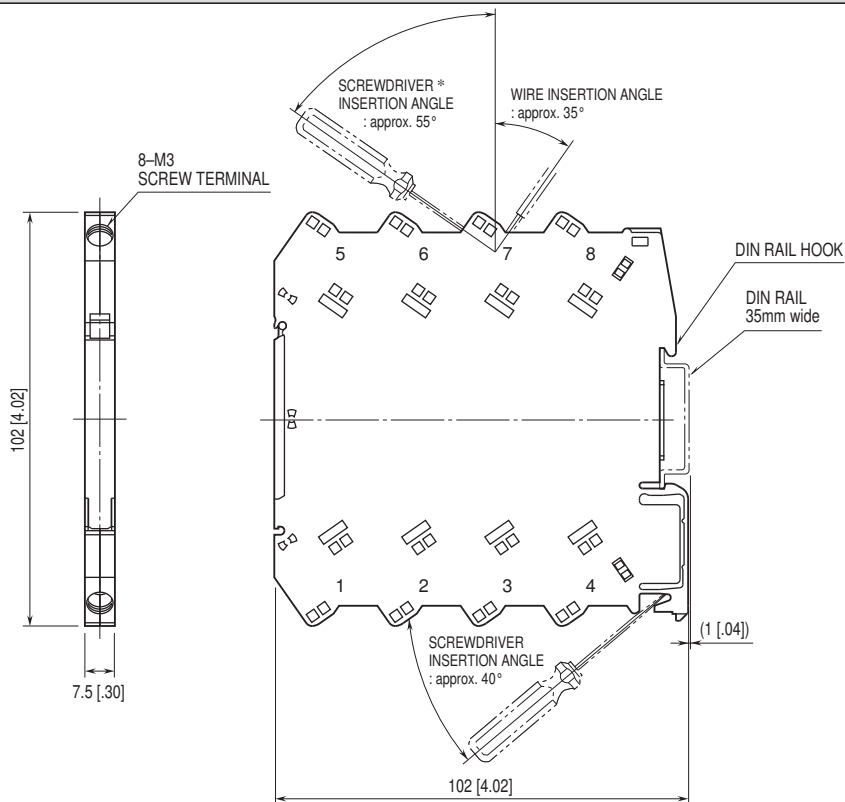 SCREWDRIVER *
INSERTION ANGLE
: approx. 55°
WIRE INSERTION ANGLE
: approx. 35°
8–M3
SCREW TERMINAL
5
6
7
8
DIN RAIL HOOK
DIN RAIL
35mm wide
102 [4.02]
1
2
3
4
SCREWDRIVER
INSERTION ANGLE
: approx. 40°
(1 [.04])
7.5 [.30]
102 [4.02]